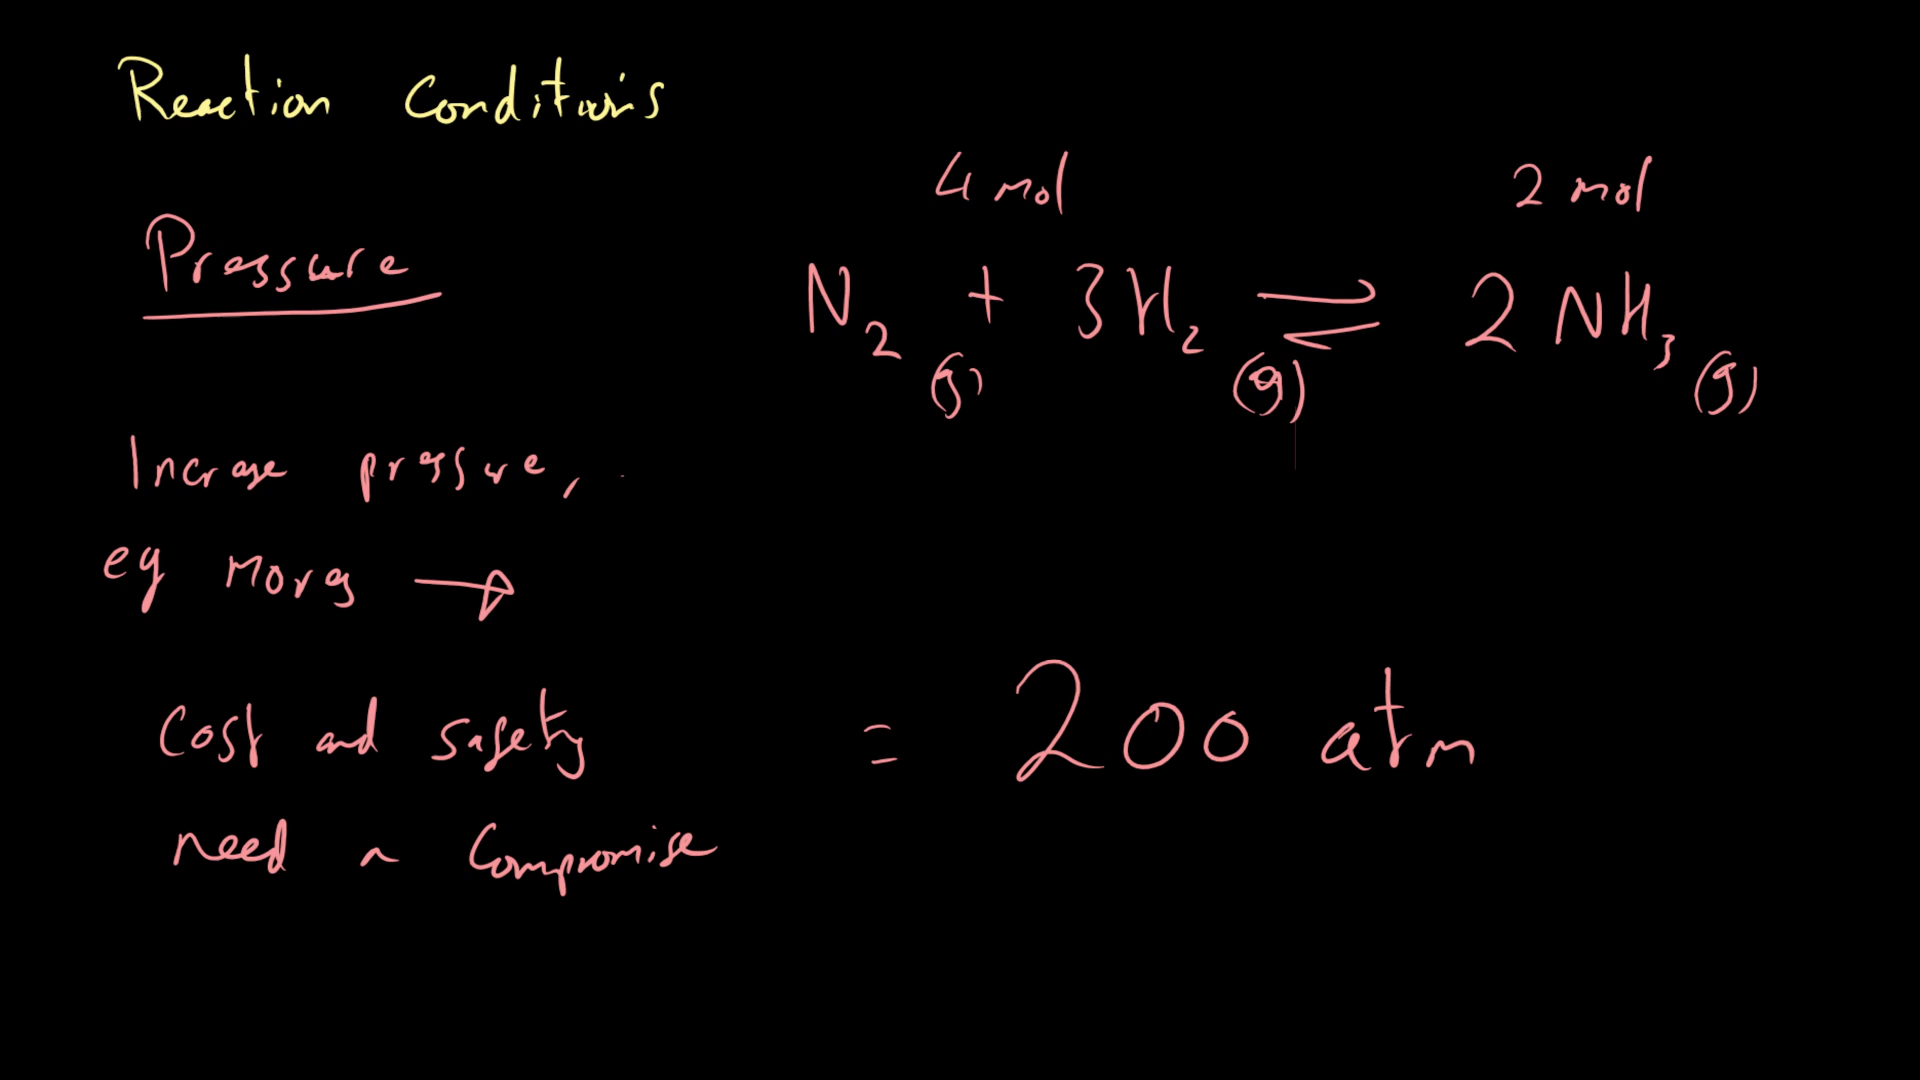 Reaction Conditions
4 mol 2 mol
Pressure
N₂ (g) + 3H₂ (g) ⇌ 2NH₃ (g)
Increase pressure,
eq moves →
Cost and safety = 200 atm
need a compromise